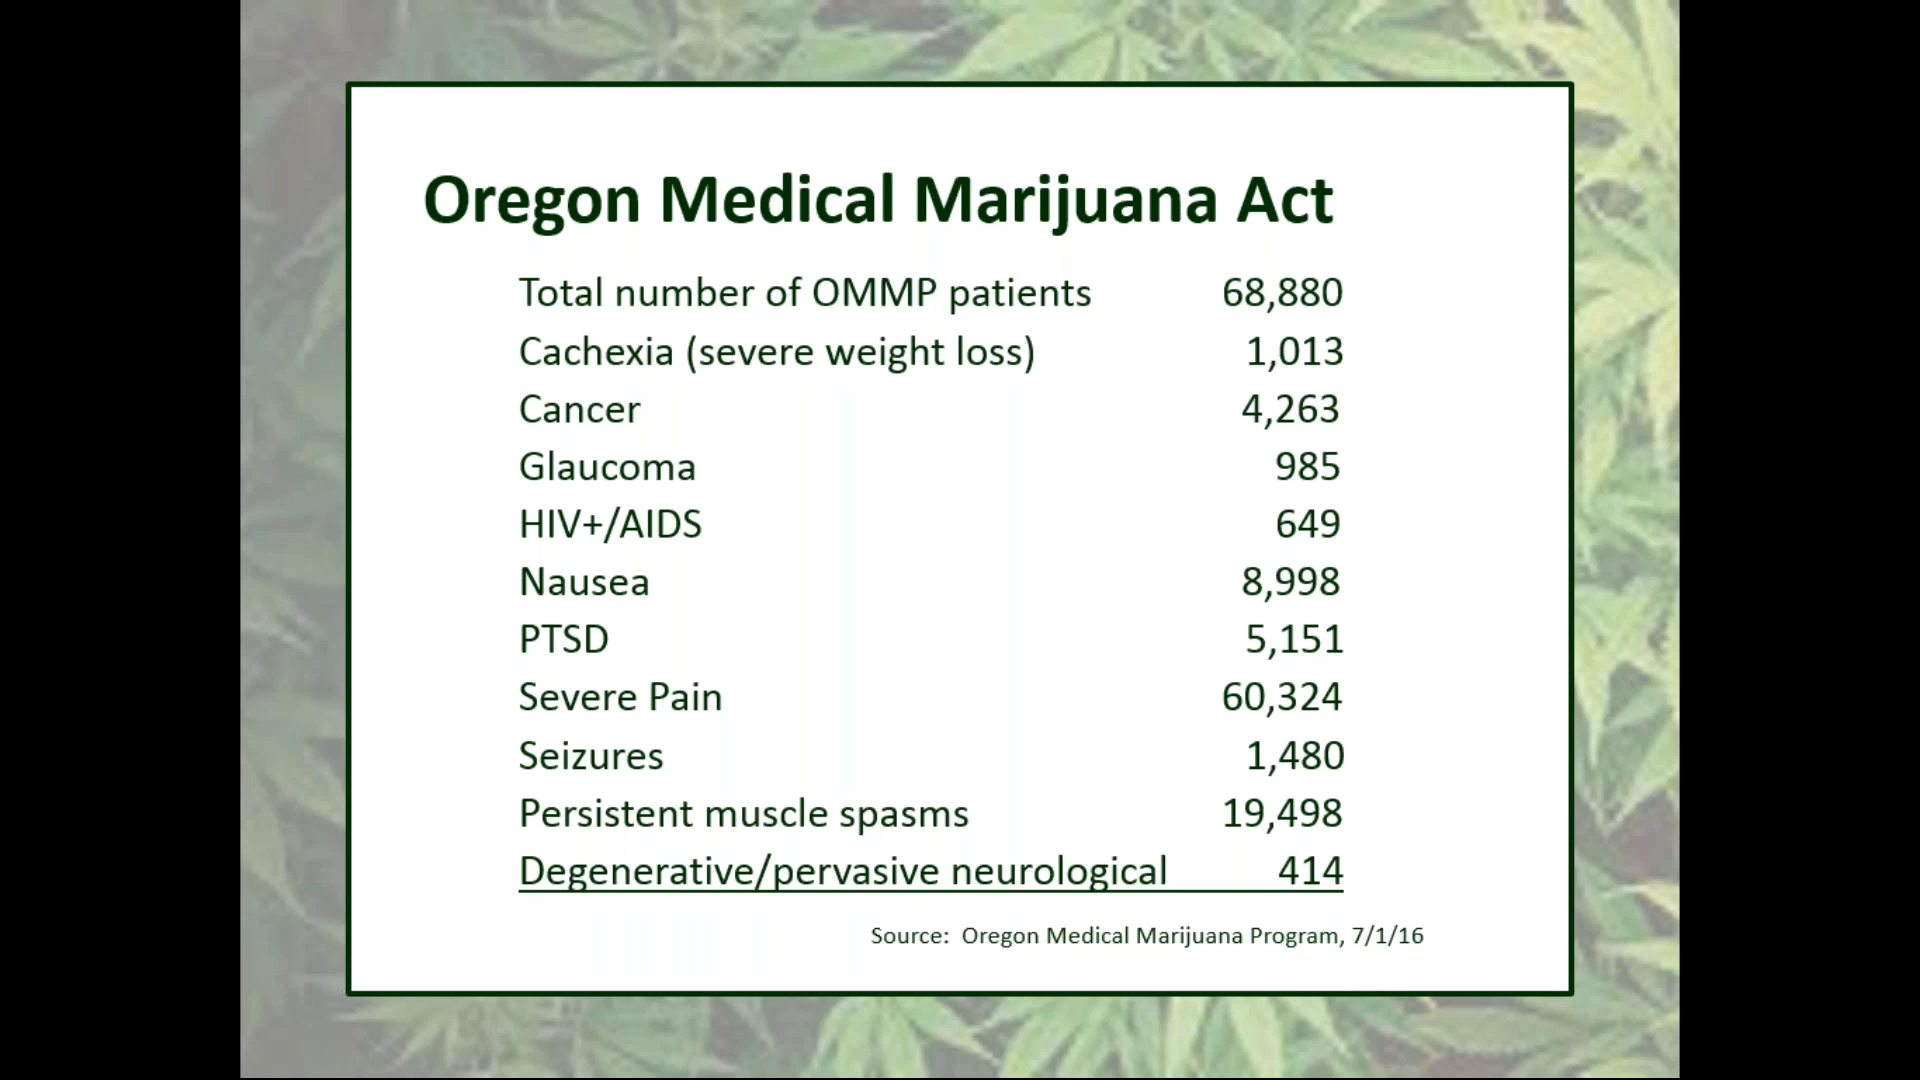 Oregon Medical Marijuana Act
Total number of OMMP patients 68,880
Cachexia (severe weight loss) 1,013
Cancer 4,263
Glaucoma 985
HIV+/AIDS 649
Nausea 8,998
PTSD 5,151
Severe Pain 60,324
Seizures 1,480
Persistent muscle spasms 19,498
Degenerative/pervasive neurological 414
Source: Oregon Medical Marijuana Program, 7/1/16